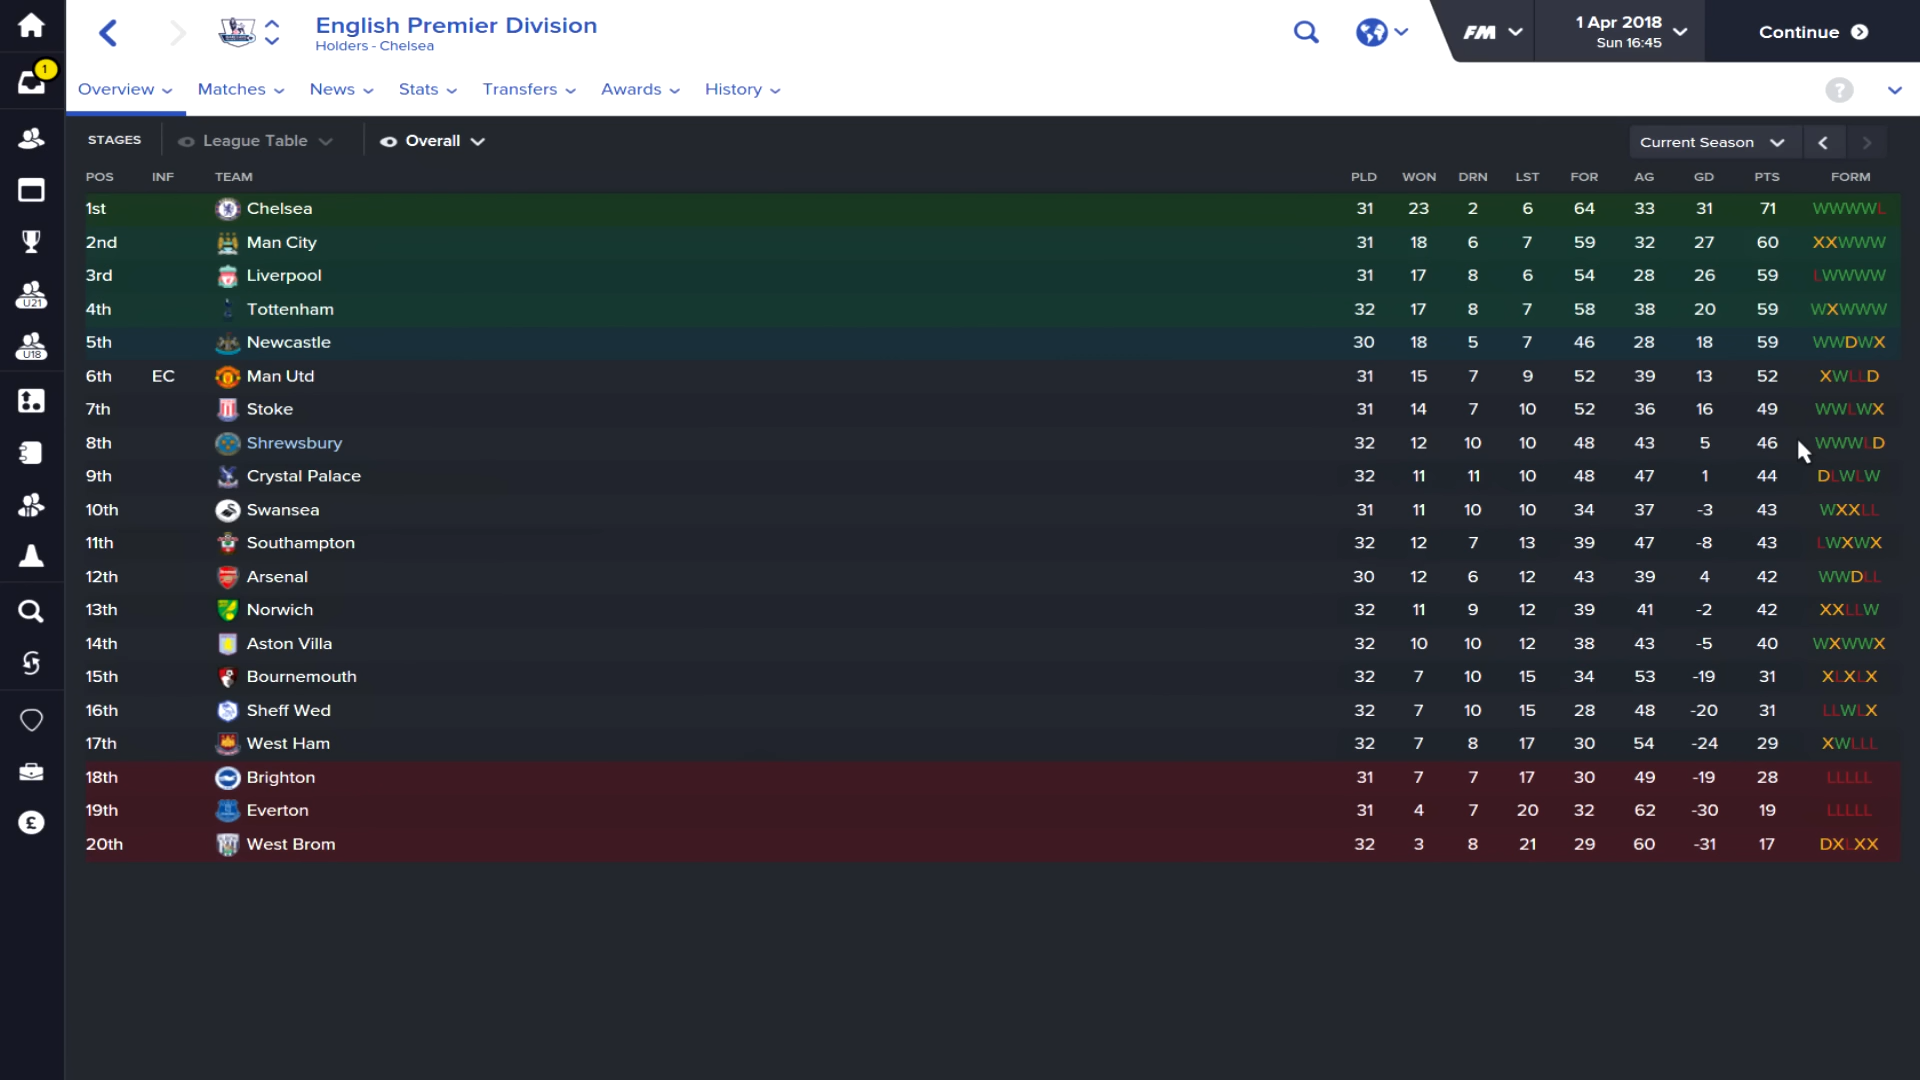 English Premier Division
Holders - Chelsea
FM
1 Apr 2018
Sun 16:45
Continue
1
Overview Matches News Stats Transfers Awards History ?
STAGES League Table Overall Current Season
POS INF TEAM PLD WON DRN LST FOR AG GD PTS FORM
1st Chelsea 31 23 2 6 64 33 31 71 WWWWL
2nd Man City 31 18 6 7 59 32 27 60 XXWWW
3rd Liverpool 31 17 8 6 54 28 26 59 LWWWW
4th Tottenham 32 17 8 7 58 38 20 59 WXWWW
5th Newcastle 30 18 5 7 46 28 18 59 WWDWX
6th EC Man Utd 31 15 7 9 52 39 13 52 XWLLD
7th Stoke 31 14 7 10 52 36 16 49 WWLWX
8th Shrewsbury 32 12 10 10 48 43 5 46 WWWLD
9th Crystal Palace 32 11 11 10 48 47 1 44 DLWLW
10th Swansea 31 11 10 10 34 37 -3 43 WXXLL
11th Southampton 32 12 7 13 39 47 -8 43 LWXWX
12th Arsenal 30 12 6 12 43 39 4 42 WWDLL
13th Norwich 32 11 9 12 39 41 -2 42 XXLLW
14th Aston Villa 32 10 10 12 38 43 -5 40 WXWWX
15th Bournemouth 32 7 10 15 34 53 -19 31 XLXLX
16th Sheff Wed 32 7 10 15 28 48 -20 31 LLWLX
17th West Ham 32 7 8 17 30 54 -24 29 XWLLL
18th Brighton 31 7 7 17 30 49 -19 28 LLLLL
19th Everton 31 4 7 20 32 62 -30 19 LLLLL
20th West Brom 32 3 8 21 29 60 -31 17 DXLXX
U21
U18
£